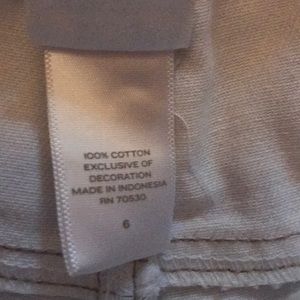 100% COTTON
EXCLUSIVE OF
DECORATION
MADE IN INDONESIA
RN 70530
6